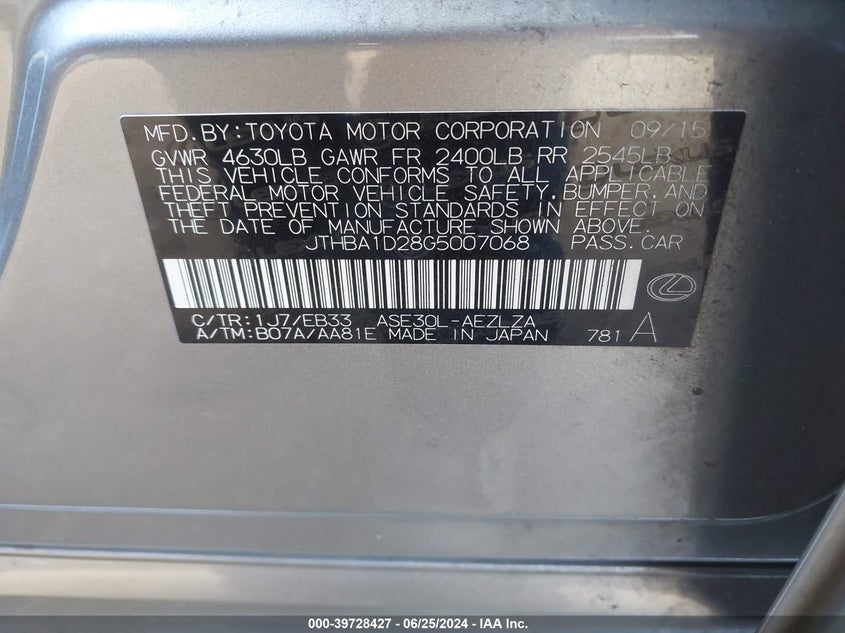 MFD.BY:TOYOTA MOTOR CORPORATION 09/15
GVWR 4630LB GAWR FR 2400LB RR 2545LB
THIS VEHICLE CONFORMS TO ALL APPLICABLE
FEDERAL MOTOR VEHICLE SAFETY,BUMPER,AND
THEFT PREVENTION STANDARDS IN EFFECT ON
THE DATE OF MANUFACTURE SHOWN ABOVE.
JTHBA1D28G5007068 PASS.CAR
C/TR:1J7/EB33 ASE30L-AEZLZA
A/TM:B07A/AA81E MADE IN JAPAN 781 A
000-39728427 - 06/25/2024 - IAA Inc.